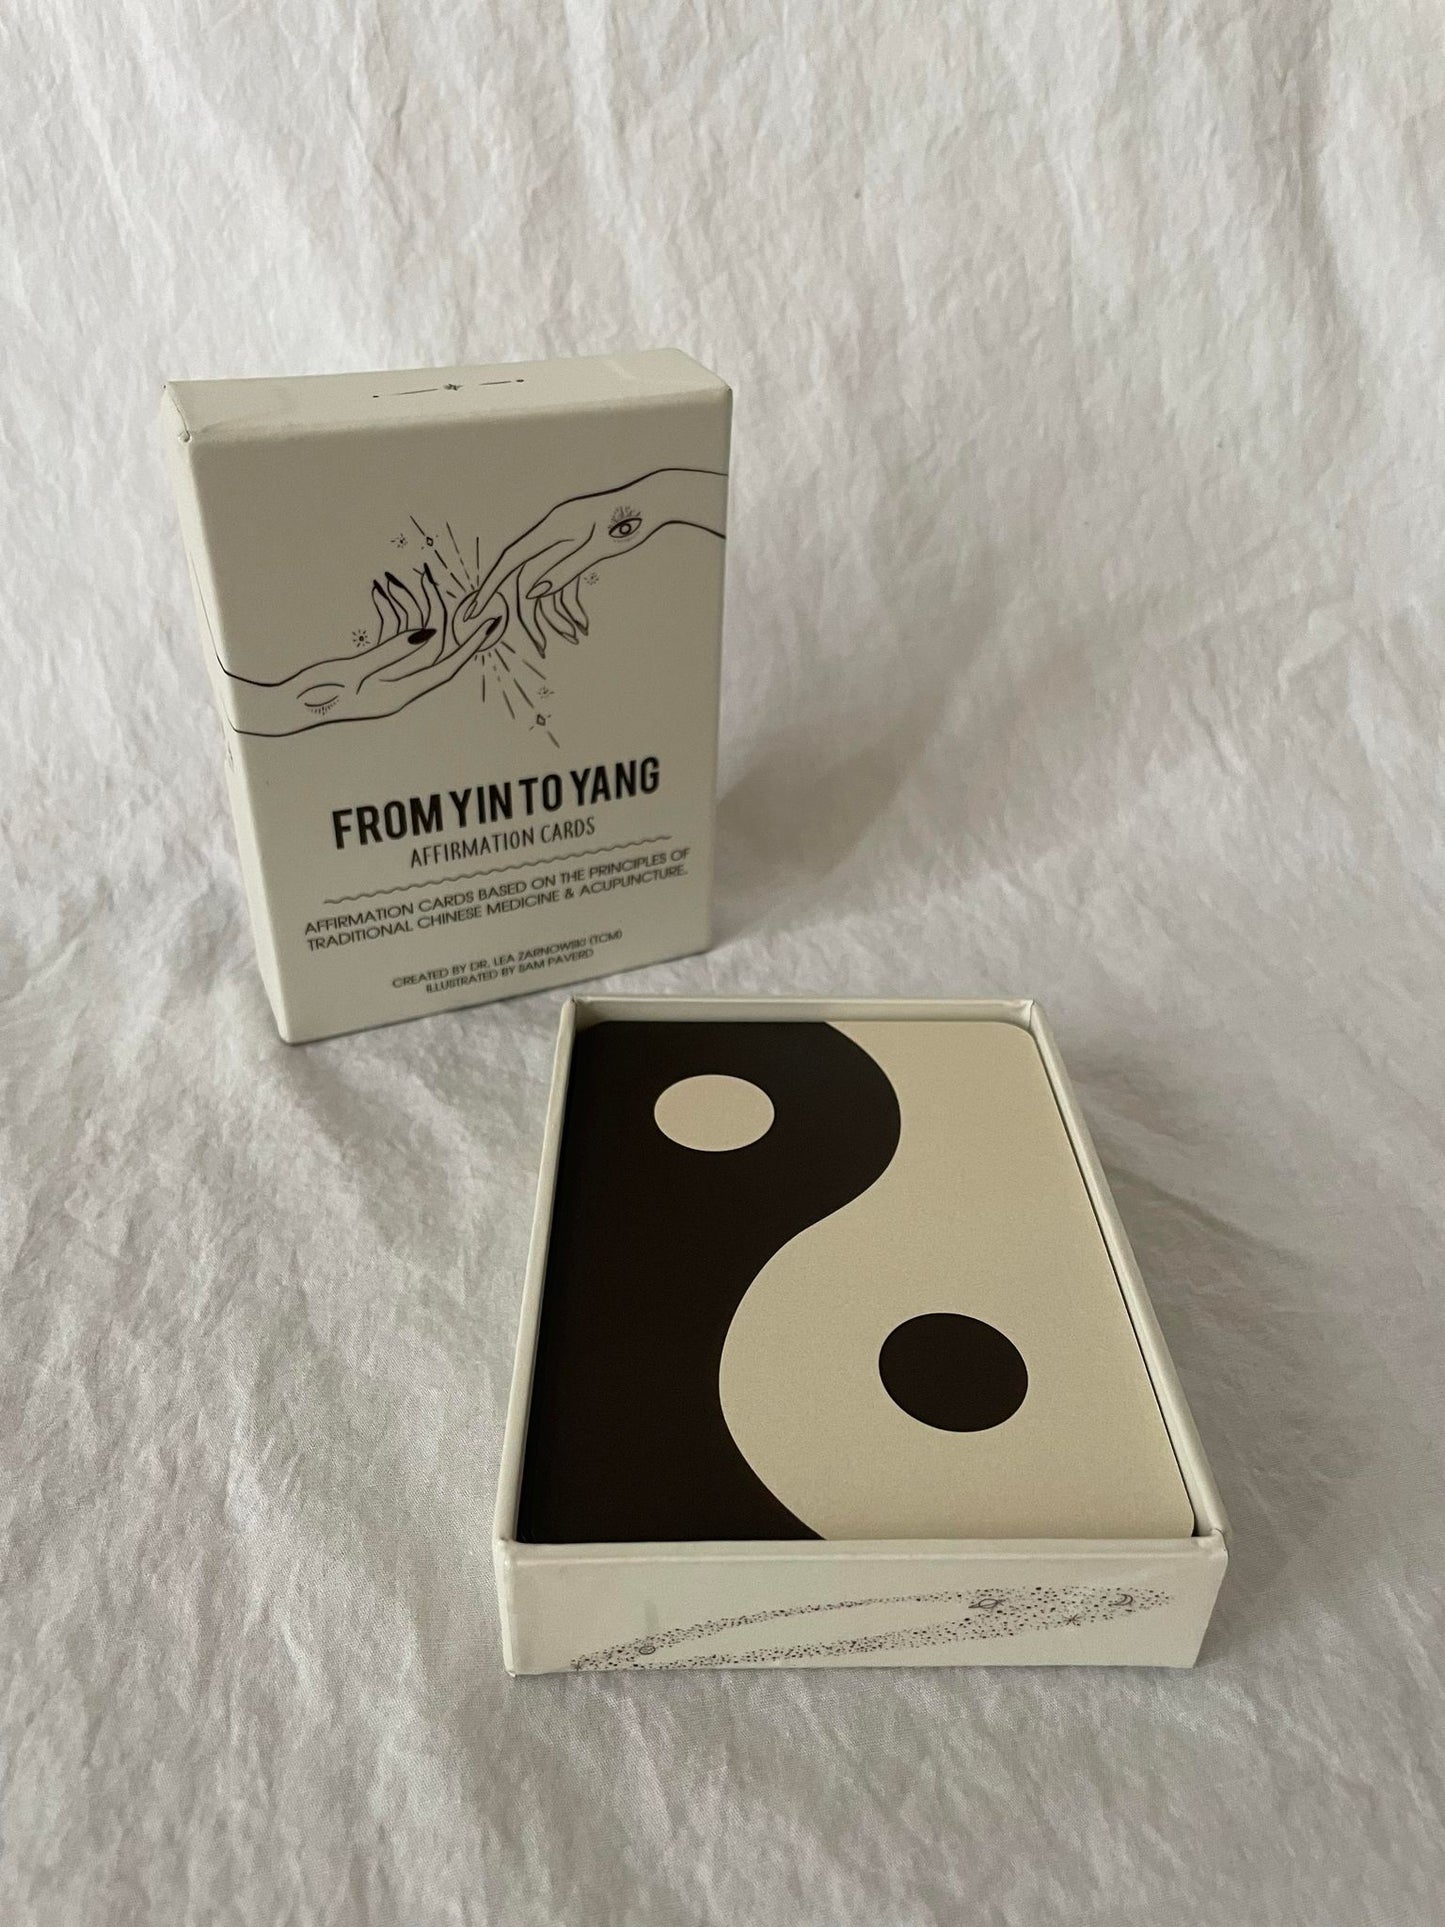 FROM YIN TO YANG
AFFIRMATION CARDS
AFFIRMATION CARDS BASED ON THE PRINCIPLES OF
TRADITIONAL CHINESE MEDICINE & ACUPUNCTURE.
CREATED BY DR. LEA ZARNOWSKI (TCM)
ILLUSTRATED BY SAM PAVERD